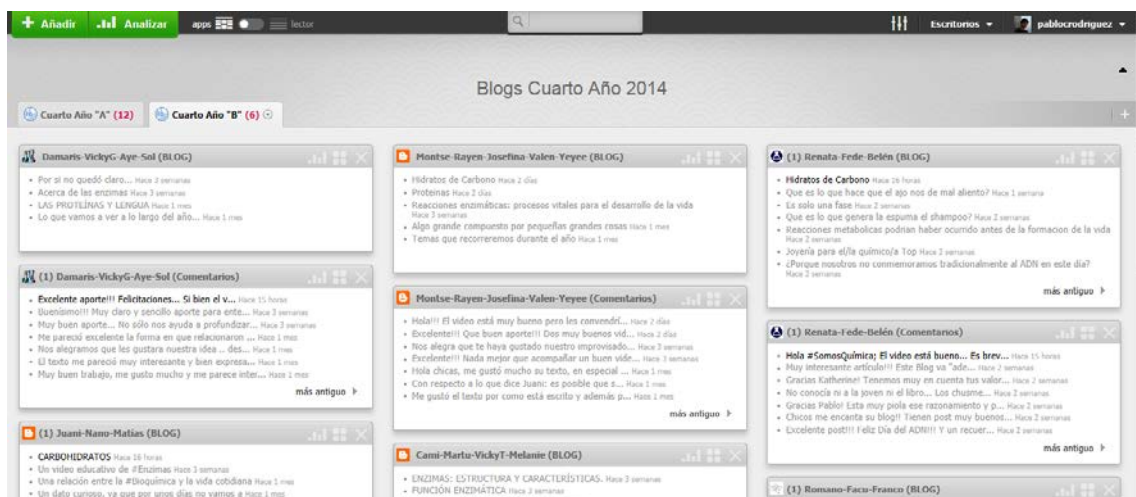 Añadir Analizar apps lector Escritorios pablocrodriguez
Blogs Cuarto Año 2014
Cuarto Año "A" (12) Cuarto Año "B" (6)
Damaris-VickyG-Aye-Sol (BLOG)
Por si no quedó claro... Hace 3 semanas
Acerca de las enzimas Hace 3 semanas
LAS PROTEÍNAS Y LENGUA Hace 1 mes
Lo que vamos a ver a lo largo del año... Hace 1 mes
(1) Damaris-VickyG-Aye-Sol (Comentarios)
Excelente aporte!!! Felicitaciones... Si bien el v... Hace 15 horas
Buenísimo!!! Muy claro y sencillo aporte para ente... Hace 3 semanas
Muy buen aporte... No sólo nos ayuda a profundizar... Hace 3 semanas
Me pareció excelente la forma en que relacionaron ... Hace 1 mes
Nos alegramos que les gustara nuestra idea .. des... Hace 1 mes
El texto me pareció muy interesante y bien expresa... Hace 1 mes
Muy buen trabajo, me gusto mucho y me parece inter... Hace 1 mes
más antiguo
(1) Juani-Nano-Matías (BLOG)
CARBOHIDRATOS Hace 16 horas
Un video educativo de #Enzimas Hace 3 semanas
Una relación entre la #Bioquímica y la vida cotidiana Hace 1 mes
Un dato curioso, ya que por unos días no vamos a Hace 1 mes
Montse-Rayen-Josefina-Valen-Yeyee (BLOG)
Hidratos de Carbono Hace 2 días
Proteinas Hace 2 días
Reacciones enzimáticas: procesos vitales para el desarrollo de la vida
Hace 3 semanas
Algo grande compuesto por pequeñas grandes cosas Hace 1 mes
Temas que recorreremos durante el año Hace 1 mes
Montse-Rayen-Josefina-Valen-Yeyee (Comentarios)
Hola!!! El video está muy bueno pero les convendrí... Hace 2 días
Excelente!!! Que buen aporte!! Dos muy buenos vid... Hace 2 días
Nos alegra que te haya gustado nuestro improvisado... Hace 3 semanas
Excelente!!! Nada mejor que acompañar un buen vide... Hace 3 semanas
Hola chicas, me gustó mucho su texto, en especial ... Hace 1 mes
Con respecto a lo que dice Juani: es posible que s... Hace 1 mes
Me gustó el texto por como está escrito y además p... Hace 1 mes
más antiguo
Cami-Martu-VickyT-Melanie (BLOG)
ENZIMAS: ESTRUCTURA Y CARACTERÍSTICAS. Hace 3 semanas
FUNCIÓN ENZIMÁTICA Hace 3 semanas
(1) Renata-Fede-Belén (BLOG)
Hidratos de Carbono Hace 26 horas
Que es lo que hace que el ajo nos de mal aliento? Hace 1 semana
Es solo una fase Hace 2 semanas
Que es lo que genera la espuma el shampoo? Hace 2 semanas
Reacciones metabolicas podrian haber ocurrido antes de la formacion de la vida
Hace 2 semanas
Joyería para el/la químico/a Top Hace 2 semanas
¿Porque nosotros no conmemoramos tradicionalmente al ADN en este día?
Hace 2 semanas
más antiguo
(1) Renata-Fede-Belén (Comentarios)
Hola #SomosQuímica; El video está bueno... Es brev... Hace 15 horas
Muy interesante artículo!!! Este Blog va "ade... Hace 2 semanas
Gracias Katherine! Tenemos muy en cuenta tus valor... Hace 2 semanas
No conocía ni a la joven ni el libro... Los chusme... Hace 2 semanas
Gracias Pablo! Esta muy piola ese razonamiento y p... Hace 2 semanas
Chicos me encanta su blog!! Tienen post muy buenos... Hace 2 semanas
Excelente post!!! Feliz Día del ADN!!! Y un recuer... Hace 2 semanas
más antiguo
(1) Romano-Facu-Franco (BLOG)